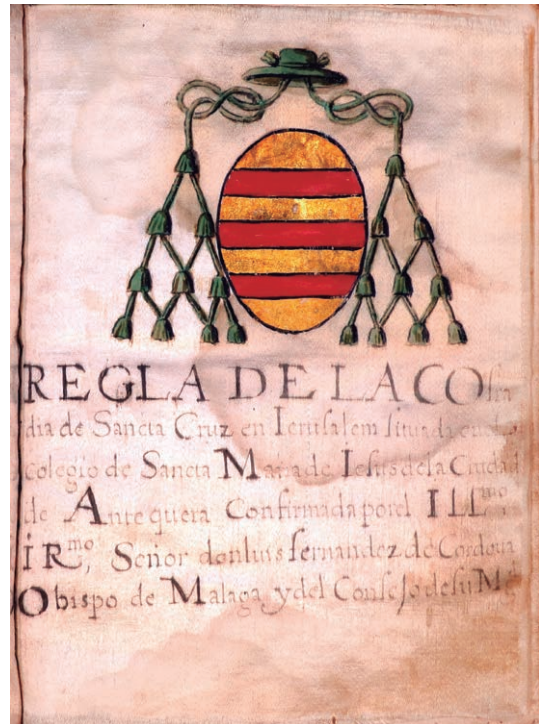 REGLA DE LA COfra
dia de Sancta Cruz en Ierusalem situada en el
colegio de Sancta Maria de Iesus de la Ciudad
de Antequera Confirmada por el ILL.mo
i R.mo, Señor don luis fernandez de Cordoua
Obispo de Malaga y del Consejo de su M